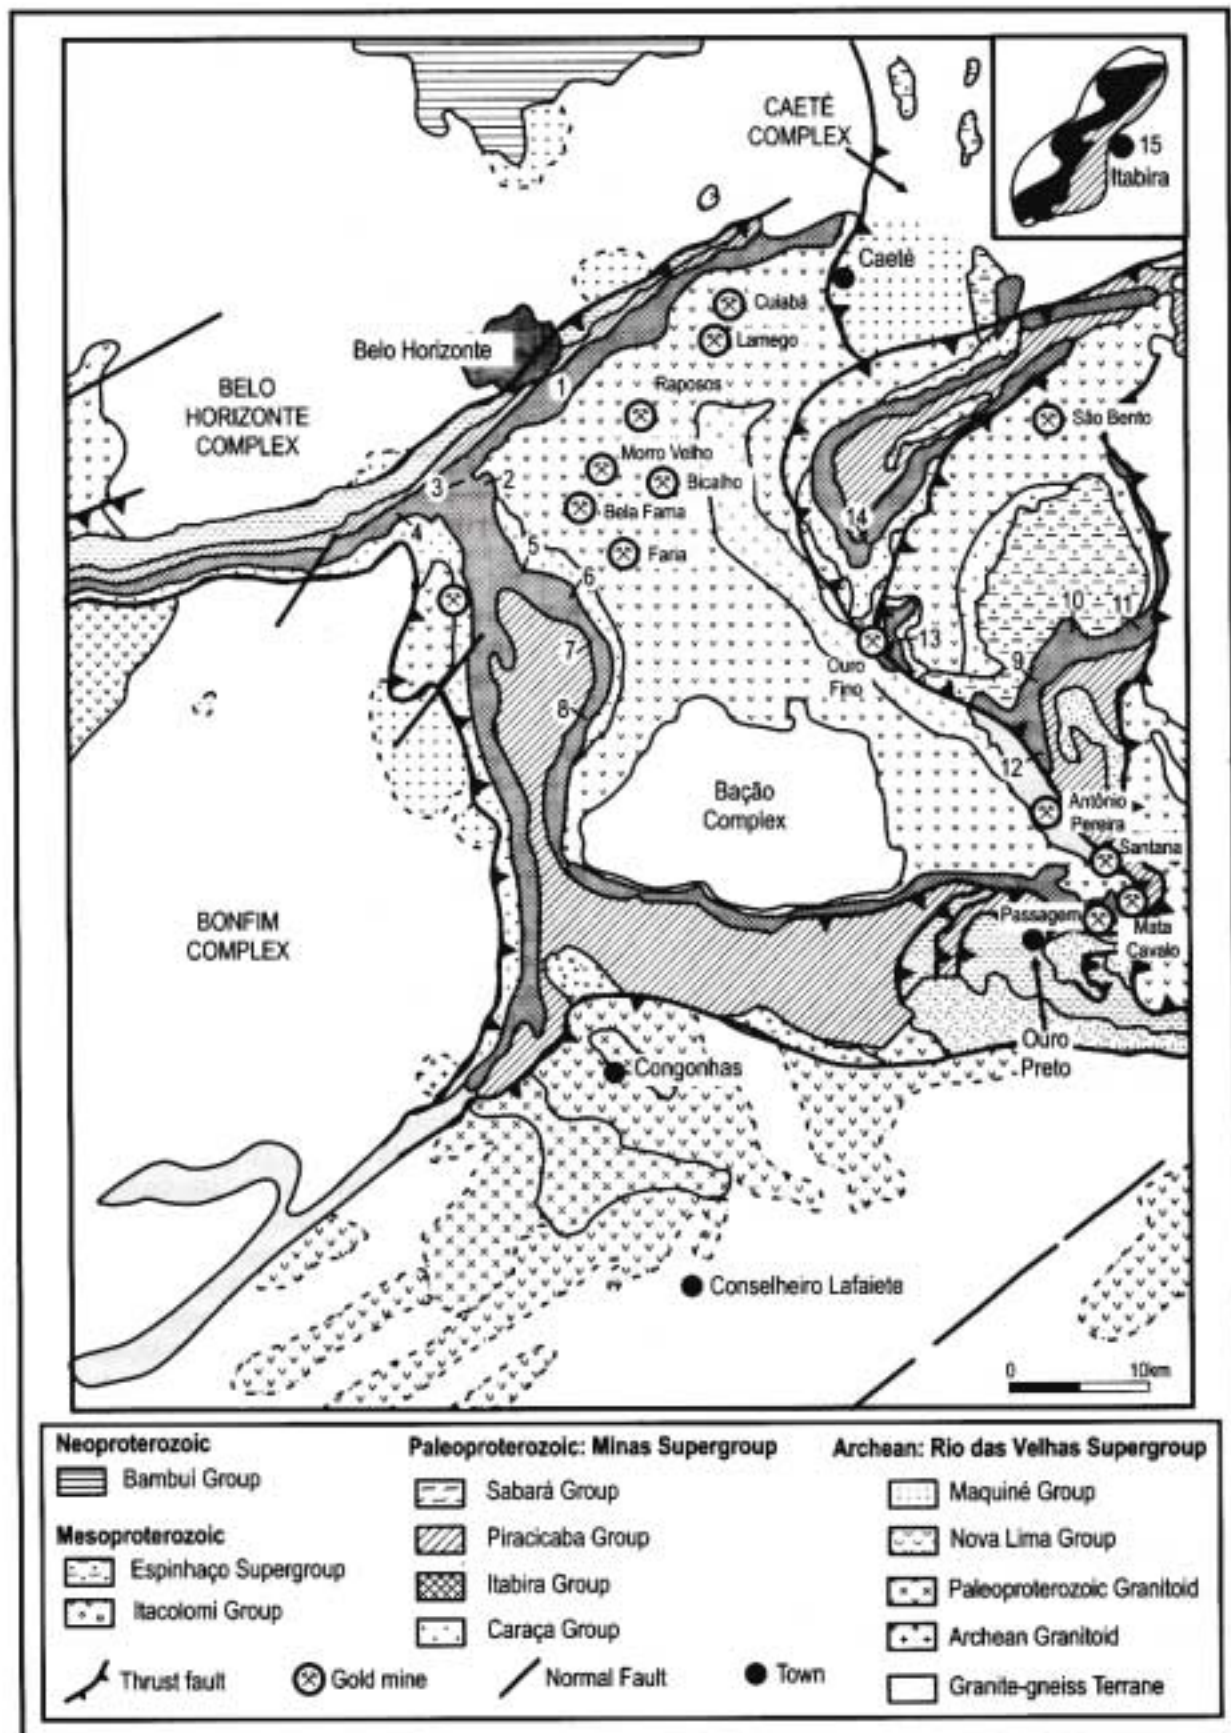 CAETÉ
COMPLEX
15
Itabira
Caeté
Cuiabá
Lamego
Belo Horizonte
1
Raposos
BELO
HORIZONTE
COMPLEX
São Bento
Morro Velho
Bicalho
2
3
Bela Fama
14
4
5
Faria
6
10
11
13
7
Ouro
Fino
9
8
12
Bação
Complex
Antônio
Pereira
Santana
BONFIM
COMPLEX
Passagem
Mata
Cavalo
Ouro
Preto
Congonhas
Conselheiro Lafaiete
0 10km
Neoproterozoic
Bambuí Group
Mesoproterozoic
Espinhaço Supergroup
Itacolomi Group
Paleoproterozoic: Minas Supergroup
Sabará Group
Piracicaba Group
Itabira Group
Caraça Group
Archean: Rio das Velhas Supergroup
Maquiné Group
Nova Lima Group
Paleoproterozoic Granitoid
Archean Granitoid
Granite-gneiss Terrane
Thrust fault
Gold mine
Normal Fault
Town